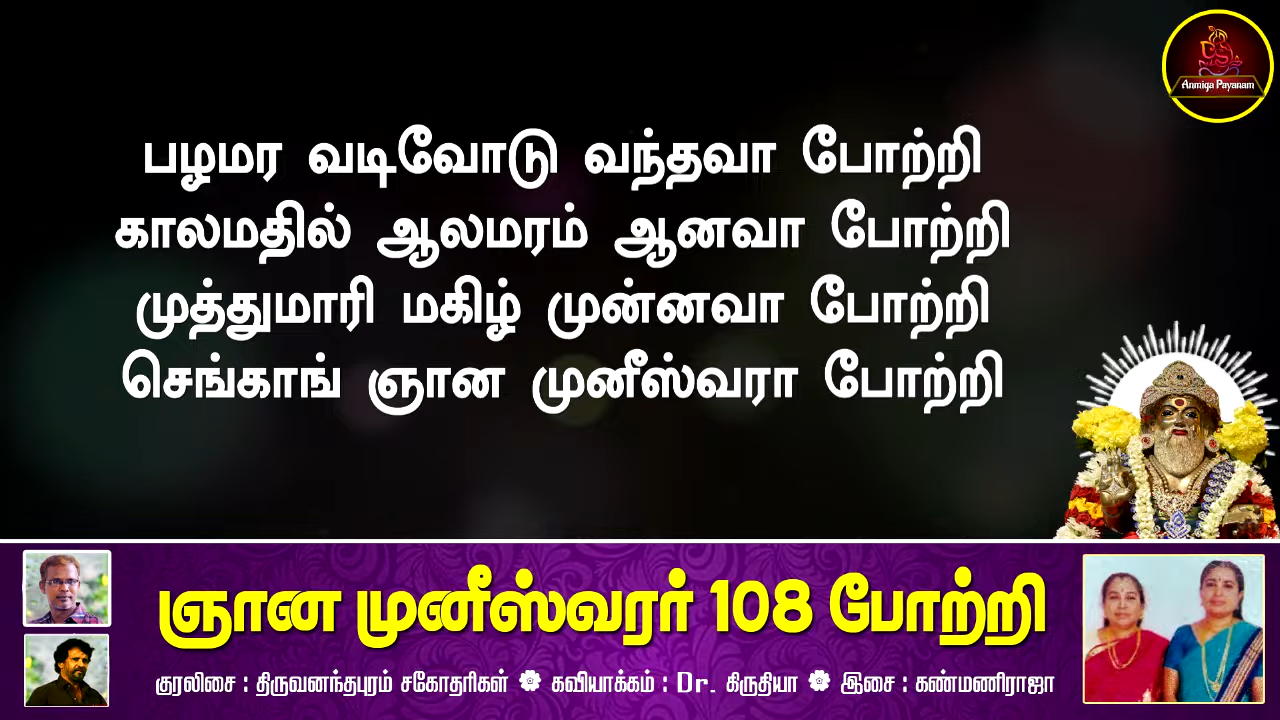 Anmiga Payanam
பழமர வடிவோடு வந்தவா போற்றி
காலமதில் ஆலமரம் ஆனவா போற்றி
முத்துமாரி மகிழ் முன்னவா போற்றி
செங்காங் ஞான முனீஸ்வரா போற்றி
ஞான முனீஸ்வரர் 108 போற்றி
குரலிசை : திருவனந்தபுரம் சகோதரிகள் ❁ கவியாக்கம் : Dr. கிருதியா ❁ இசை : கண்மணிராஜா